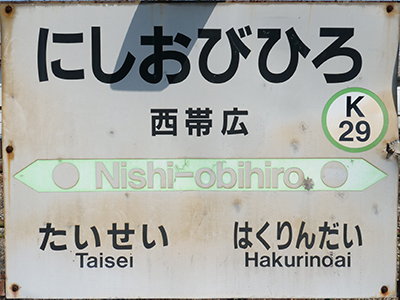 にしおびひろ
西帯広
K
29
Nishi-obihiro
たいせい はくりんだい
Taisei Hakurindai